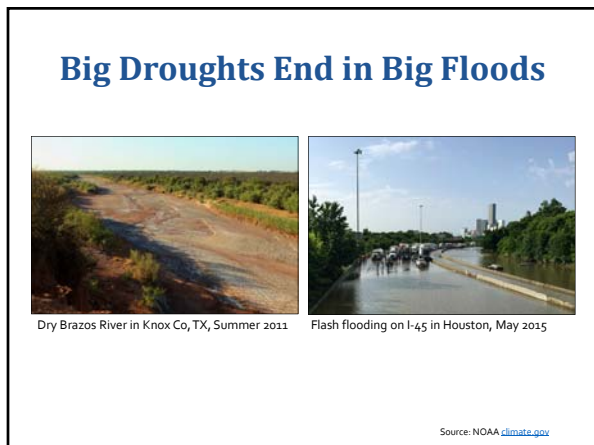 Big Droughts End in Big Floods
Dry Brazos River in Knox Co, TX, Summer 2011
Flash flooding on I-45 in Houston, May 2015
Source: NOAA climate.gov